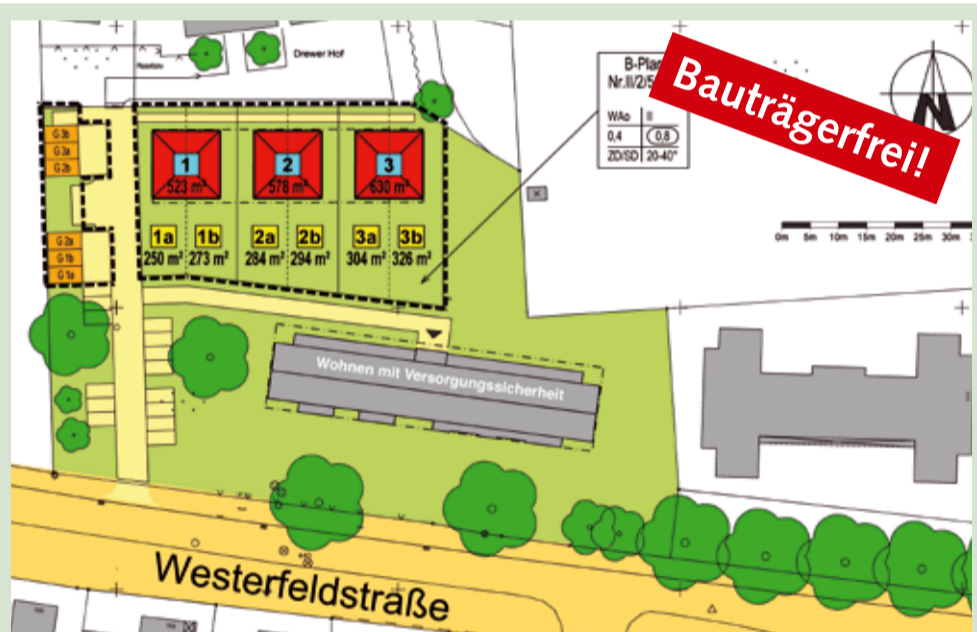 Drewer Hof
B-Plan
Nr.II/2/5
WAo II
0,4 0,8
ZD/SD 20-40°
Bauträgerfrei!
N
G 3b
G 3a
G 2b
1
523 m²
2
578 m²
3
630 m²
0m 5m 10m 15m 20m 25m 30m
G 2a
G 1b
G 1a
1a 1b 2a 2b 3a 3b
250 m² 273 m² 284 m² 294 m² 304 m² 326 m²
Wohnen mit Versorgungssicherheit
Westerfeldstraße